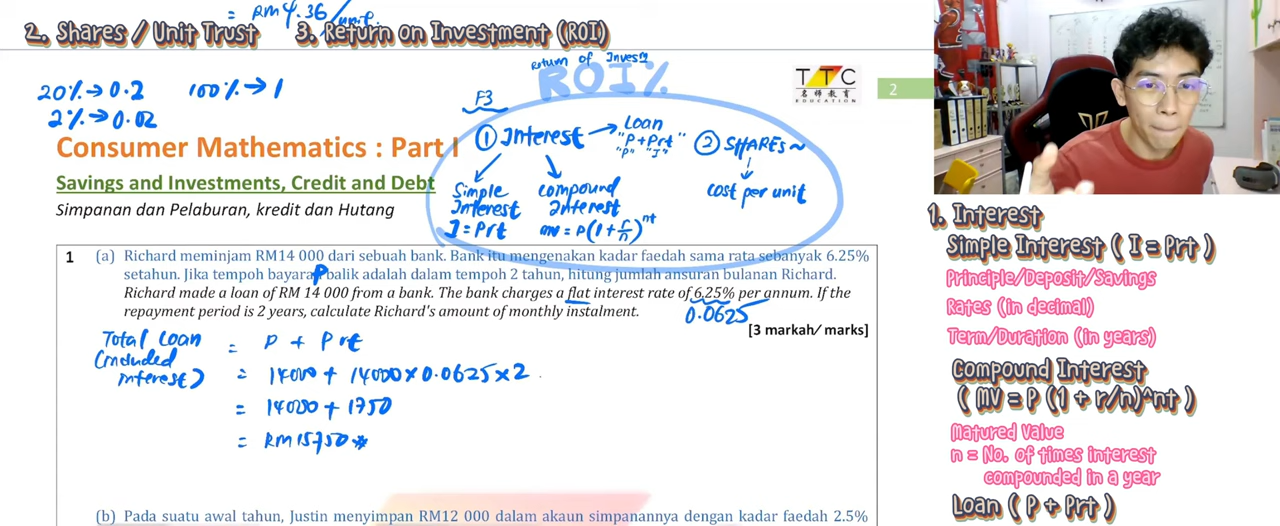 = RM4.36/unit.
2. Shares / Unit Trust 3. Return on Investment (ROI)
Return of Invest
ROI%
TTC
名師教育
EDUCATION
2
20% → 0.2 100% → 1
2% → 0.02
F3
① Interest → Loan
"P + Prt"
"P" "I"
② SHARES~
Simple Interest
I = Prt
Compound Interest
mv = P(1 + r/n)^nt
cost per unit
Consumer Mathematics : Part I
Savings and Investments, Credit and Debt
Simpanan dan Pelaburan, kredit dan Hutang
1 (a) Richard meminjam RM14 000 dari sebuah bank. Bank itu mengenakan kadar faedah sama rata sebanyak 6.25%
setahun. Jika tempoh bayaran balik adalah dalam tempoh 2 tahun, hitung jumlah ansuran bulanan Richard.
P
Richard made a loan of RM 14 000 from a bank. The bank charges a flat interest rate of 6.25% per annum. If the
repayment period is 2 years, calculate Richard's amount of monthly instalment.
0.0625
[3 markah/ marks]
Total Loan = P + Prt
(included
interest) = 14000 + 14000 × 0.0625 × 2
= 14000 + 1750
= RM15750
(b) Pada suatu awal tahun, Justin menyimpan RM12 000 dalam akaun simpanannya dengan kadar faedah 2.5%
1. Interest
Simple Interest ( I = Prt )
Principle/Deposit/Savings
Rates (in decimal)
Term/Duration (in years)
Compound Interest
( MV = P (1 + r/n)^nt )
Matured Value
n = No. of times interest
compounded in a year
Loan ( P + Prt )